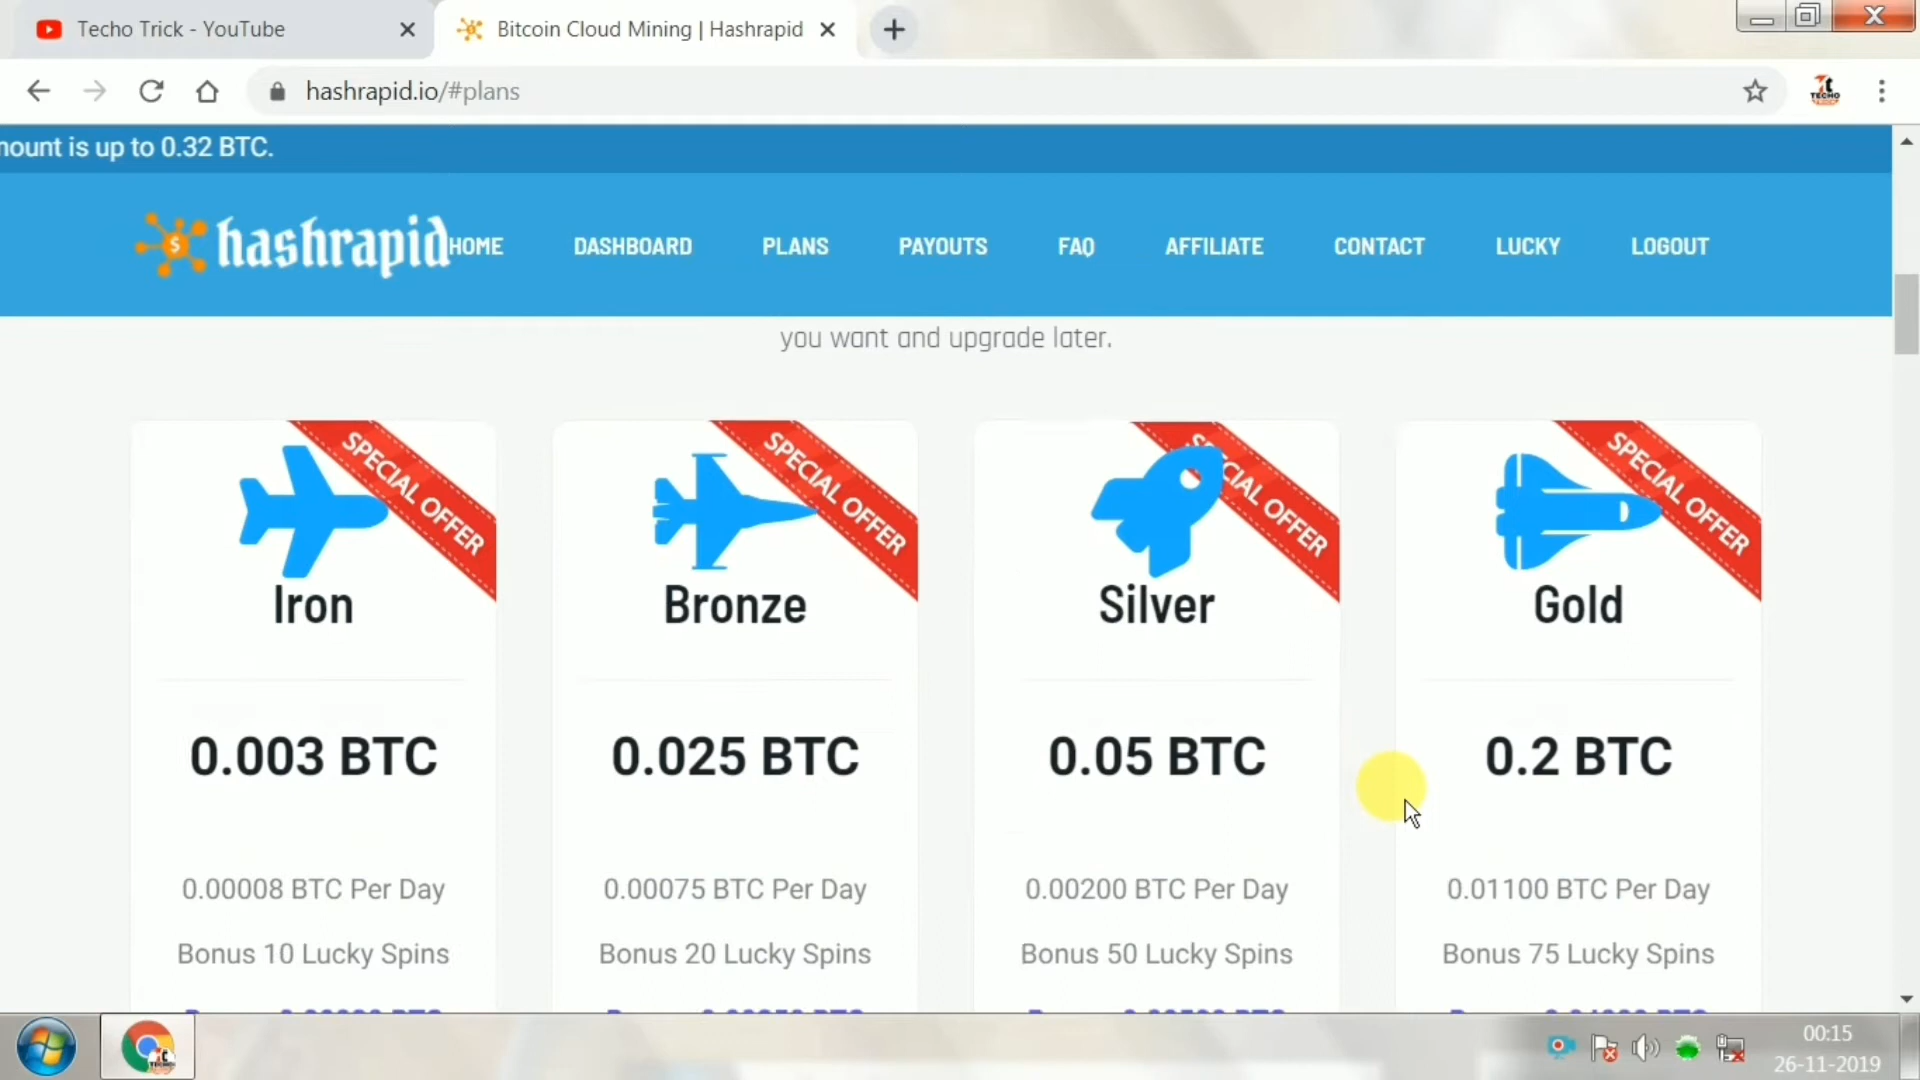 Techo Trick - YouTube
Bitcoin Cloud Mining | Hashrapid
hashrapid.io/#plans
TECHO
mount is up to 0.32 BTC.
hashrapid
HOME
DASHBOARD
PLANS
PAYOUTS
FAQ
AFFILIATE
CONTACT
LUCKY
LOGOUT
you want and upgrade later.
SPECIAL OFFER
SPECIAL OFFER
SPECIAL OFFER
SPECIAL OFFER
Iron
Bronze
Silver
Gold
0.003 BTC
0.025 BTC
0.05 BTC
0.2 BTC
0.00008 BTC Per Day
0.00075 BTC Per Day
0.00200 BTC Per Day
0.01100 BTC Per Day
Bonus 10 Lucky Spins
Bonus 20 Lucky Spins
Bonus 50 Lucky Spins
Bonus 75 Lucky Spins
00:15
26-11-2019